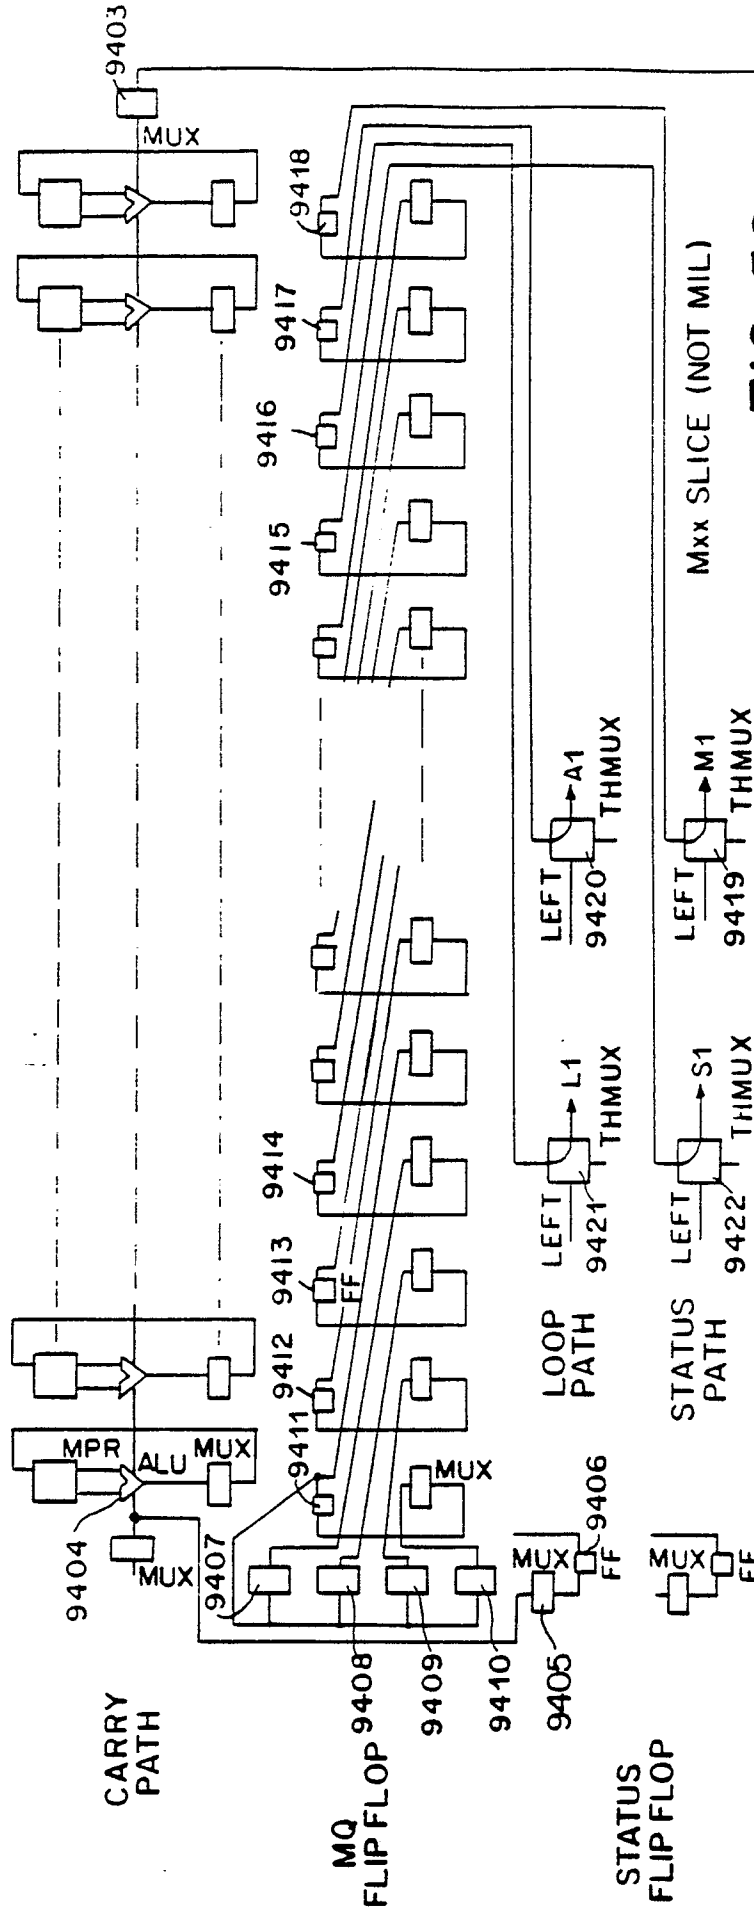 9403
MUX
CARRY
PATH
9404
MPR
ALU
MUX
MUX
9407
9411
9412
9413
FF
9414
9415
9416
9417
9418
MQ
FLIP FLOP
9408
9409
9410
MUX
9405
MUX
9406
FF
LOOP
PATH
LEFT
L1
9421
THMUX
LEFT
A1
9420
THMUX
STATUS
FLIP FLOP
MUX
FF
STATUS
PATH
LEFT
S1
9422
THMUX
LEFT
M1
9419
THMUX
Mxx SLICE (NOT MIL)